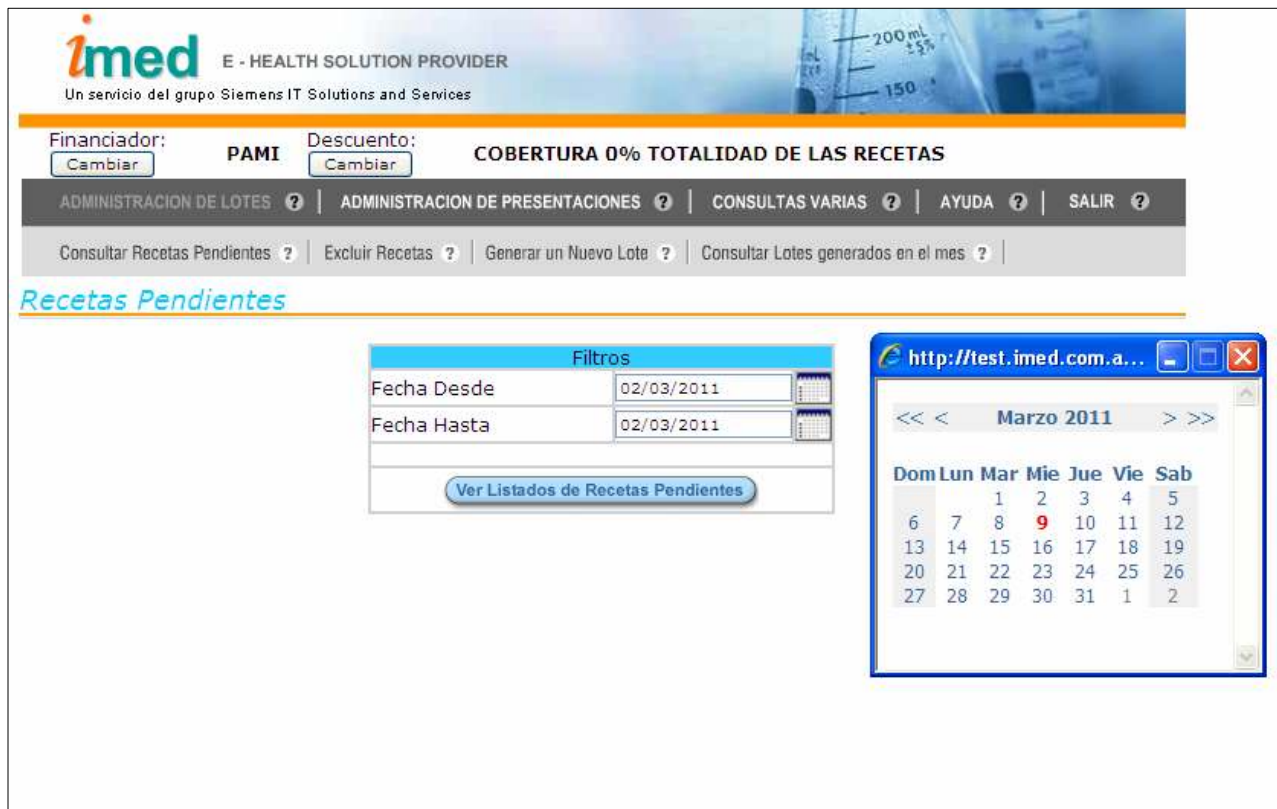 imed E - HEALTH SOLUTION PROVIDER
Un servicio del grupo Siemens IT Solutions and Services
200 mL
±5%
150
Financiador:
Cambiar
PAMI
Descuento:
Cambiar
COBERTURA 0% TOTALIDAD DE LAS RECETAS
ADMINISTRACION DE LOTES ? | ADMINISTRACION DE PRESENTACIONES ? | CONSULTAS VARIAS ? | AYUDA ? | SALIR ?
Consultar Recetas Pendientes ? | Excluir Recetas ? | Generar un Nuevo Lote ? | Consultar Lotes generados en el mes ? |
Recetas Pendientes
Filtros
Fecha Desde 02/03/2011
Fecha Hasta 02/03/2011
Ver Listados de Recetas Pendientes
http://test.imed.com.a...
<< < Marzo 2011 > >>
Dom Lun Mar Mie Jue Vie Sab
1 2 3 4 5
6 7 8 9 10 11 12
13 14 15 16 17 18 19
20 21 22 23 24 25 26
27 28 29 30 31 1 2